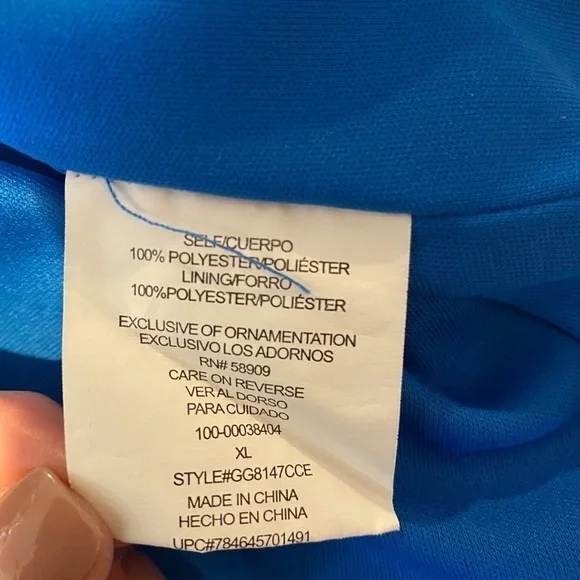 SELF/CUERPO
100% POLYESTER/POLIÉSTER
LINING/FORRO
100%POLYESTER/POLIÉSTER
EXCLUSIVE OF ORNAMENTATION
EXCLUSIVO LOS ADORNOS
RN# 58909
CARE ON REVERSE
VER AL DORSO
PARA CUIDADO
100-00038404
XL
STYLE#GG8147CCE
MADE IN CHINA
HECHO EN CHINA
UPC#784645701491